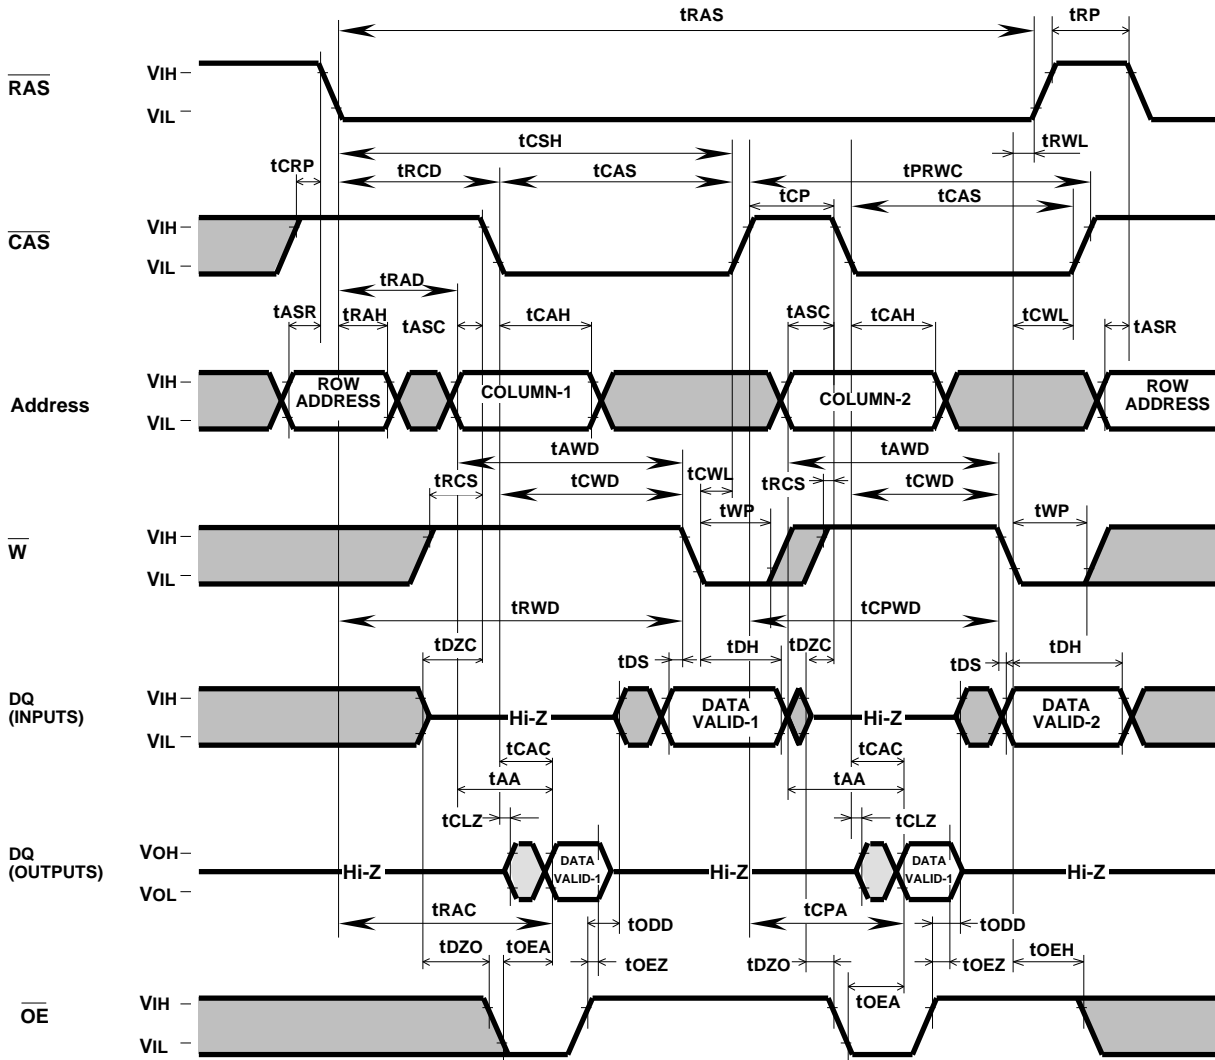 tRAS
tRP
RAS
VIH
VIL
tCSH
tRWL
tCRP
tRCD
tCAS
tPRWC
tCP
tCAS
CAS
VIH
VIL
tRAD
tASR
tRAH
tASC
tCAH
tASC
tCAH
tCWL
tASR
Address
VIH
VIL
ROW
ADDRESS
COLUMN-1
COLUMN-2
ROW
ADDRESS
tAWD
tAWD
tRCS
tCWD
tCWL
tRCS
tCWD
tWP
tWP
W
VIH
VIL
tRWD
tCPWD
tDZC
tDS
tDH
tDZC
tDS
tDH
DQ
(INPUTS)
VIH
VIL
Hi-Z
DATA
VALID-1
Hi-Z
DATA
VALID-2
tCAC
tCAC
tAA
tAA
tCLZ
tCLZ
DQ
(OUTPUTS)
VOH
VOL
Hi-Z
DATA
VALID-1
Hi-Z
DATA
VALID-1
Hi-Z
tRAC
tODD
tCPA
tODD
tDZO
tOEA
tOEZ
tDZO
tOEZ
tOEH
tOEA
OE
VIH
VIL